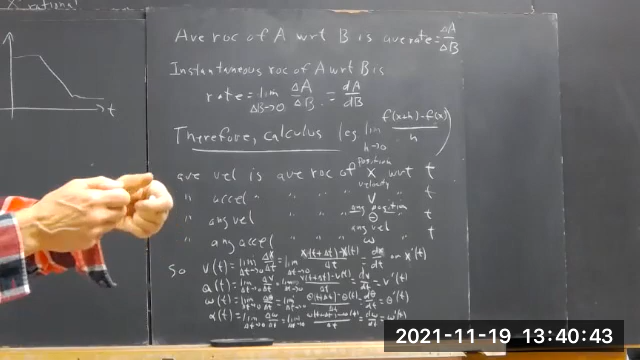 X rational
t
Ave roc of A wrt B is ave rate = ΔA/ΔB
Instantaneous roc of A wrt B is
rate = lim ΔB→0 ΔA/ΔB = dA/dB
Therefore, calculus (eg lim h→0 f(x+h)-f(x)/h)
position
ave vel is ave roc of x wrt t
velocity
" accel " " " " v " t
ang position
" ang vel " " " " θ " t
ang vel
" ang accel " " " " ω " t
So v(t) = lim Δt→0 Δx/Δt = lim Δt→0 x(t+Δt)-x(t)/Δt = dx/dt = x'(t)
a(t) = lim Δt→0 Δv/Δt = lim Δt→0 v(t+Δt)-v(t)/Δt = dv/dt = v'(t)
ω(t) = lim Δt→0 Δθ/Δt = lim Δt→0 θ(t+Δt)-θ(t)/Δt = dθ/dt = θ'(t)
α(t) = lim Δt→0 Δω/Δt = lim Δt→0 ω(t+Δt)-ω(t)/Δt = dω/dt = ω'(t)
2021-11-19 13:40:43